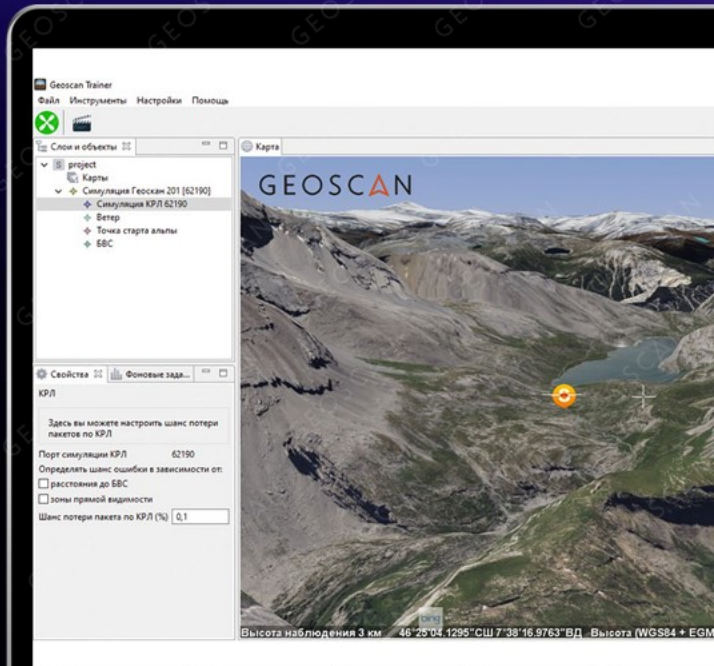 Geoscan Trainer
Файл Инструменты Настройки Помощь
Слои и объекты
project
Карты
Симуляция Геоскан 201 [62190]
Симуляция КРЛ 62190
Ветер
Точка старта альпы
БВС
Свойства
Фоновые зада...
КРЛ
Здесь вы можете настроить шанс потери
пакетов по КРЛ
Порт симуляции КРЛ 62190
Определять шанс ошибки в зависимости от:
расстояния до БВС
зоны прямой видимости
Шанс потери пакета по КРЛ (%) 0,1
Карта
GEOSCAN
bing
Высота наблюдения 3 км 46°25'04.1295"СШ 7°38'16.9763"ВД Высота (WGS84 + EGM